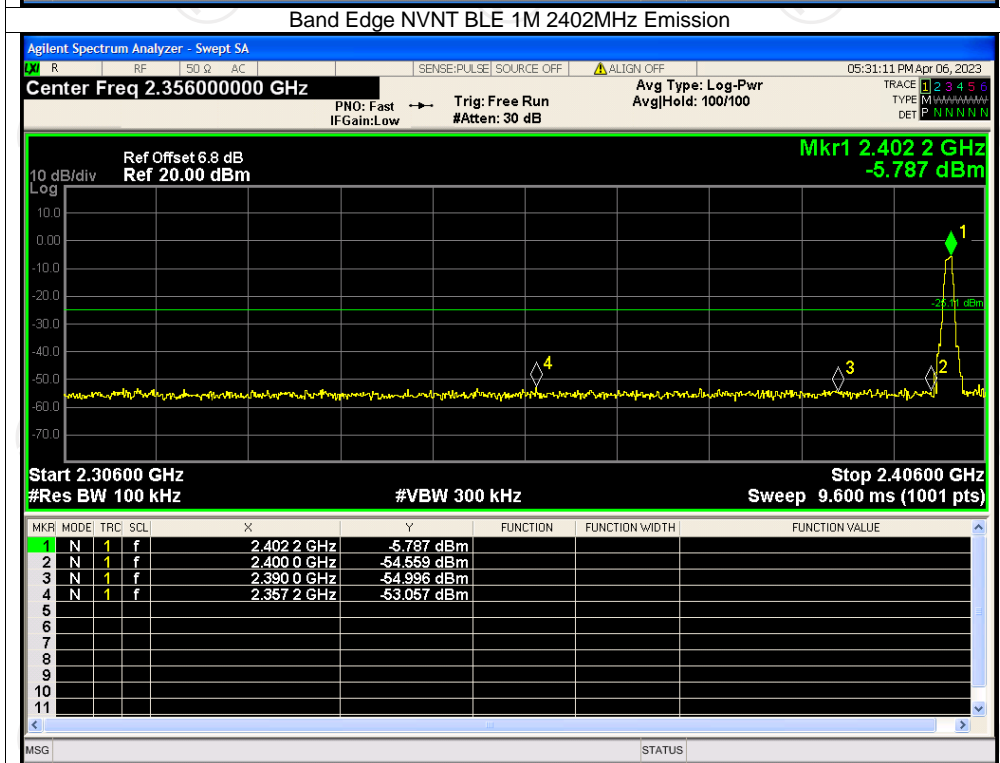 Band Edge NVNT BLE 1M 2402MHz Emission
Agilent Spectrum Analyzer - Swept SA
LXI R RF 50 Ω AC SENSE:PULSE SOURCE OFF ALIGN OFF 05:31:11 PM Apr 06, 2023
Center Freq 2.356000000 GHz
PNO: Fast
IFGain:Low
Trig: Free Run
#Atten: 30 dB
Avg Type: Log-Pwr
Avg|Hold: 100/100
TRACE 1 2 3 4 5 6
TYPE M
DET P N N N N N
Ref Offset 6.8 dB
10 dB/div Ref 20.00 dBm
Log
Mkr1 2.402 2 GHz
-5.787 dBm
10.0
0.00
-10.0
-20.0
-30.0
-40.0
-50.0
-60.0
-70.0
1
2
3
4
Start 2.30600 GHz Stop 2.40600 GHz
#Res BW 100 kHz #VBW 300 kHz Sweep 9.600 ms (1001 pts)
MKR MODE TRC SCL X Y FUNCTION FUNCTION WIDTH FUNCTION VALUE
1 N 1 f 2.402 2 GHz -5.787 dBm
2 N 1 f 2.400 0 GHz -54.559 dBm
3 N 1 f 2.390 0 GHz -54.996 dBm
4 N 1 f 2.357 2 GHz -53.057 dBm
5
6
7
8
9
10
11
MSG STATUS